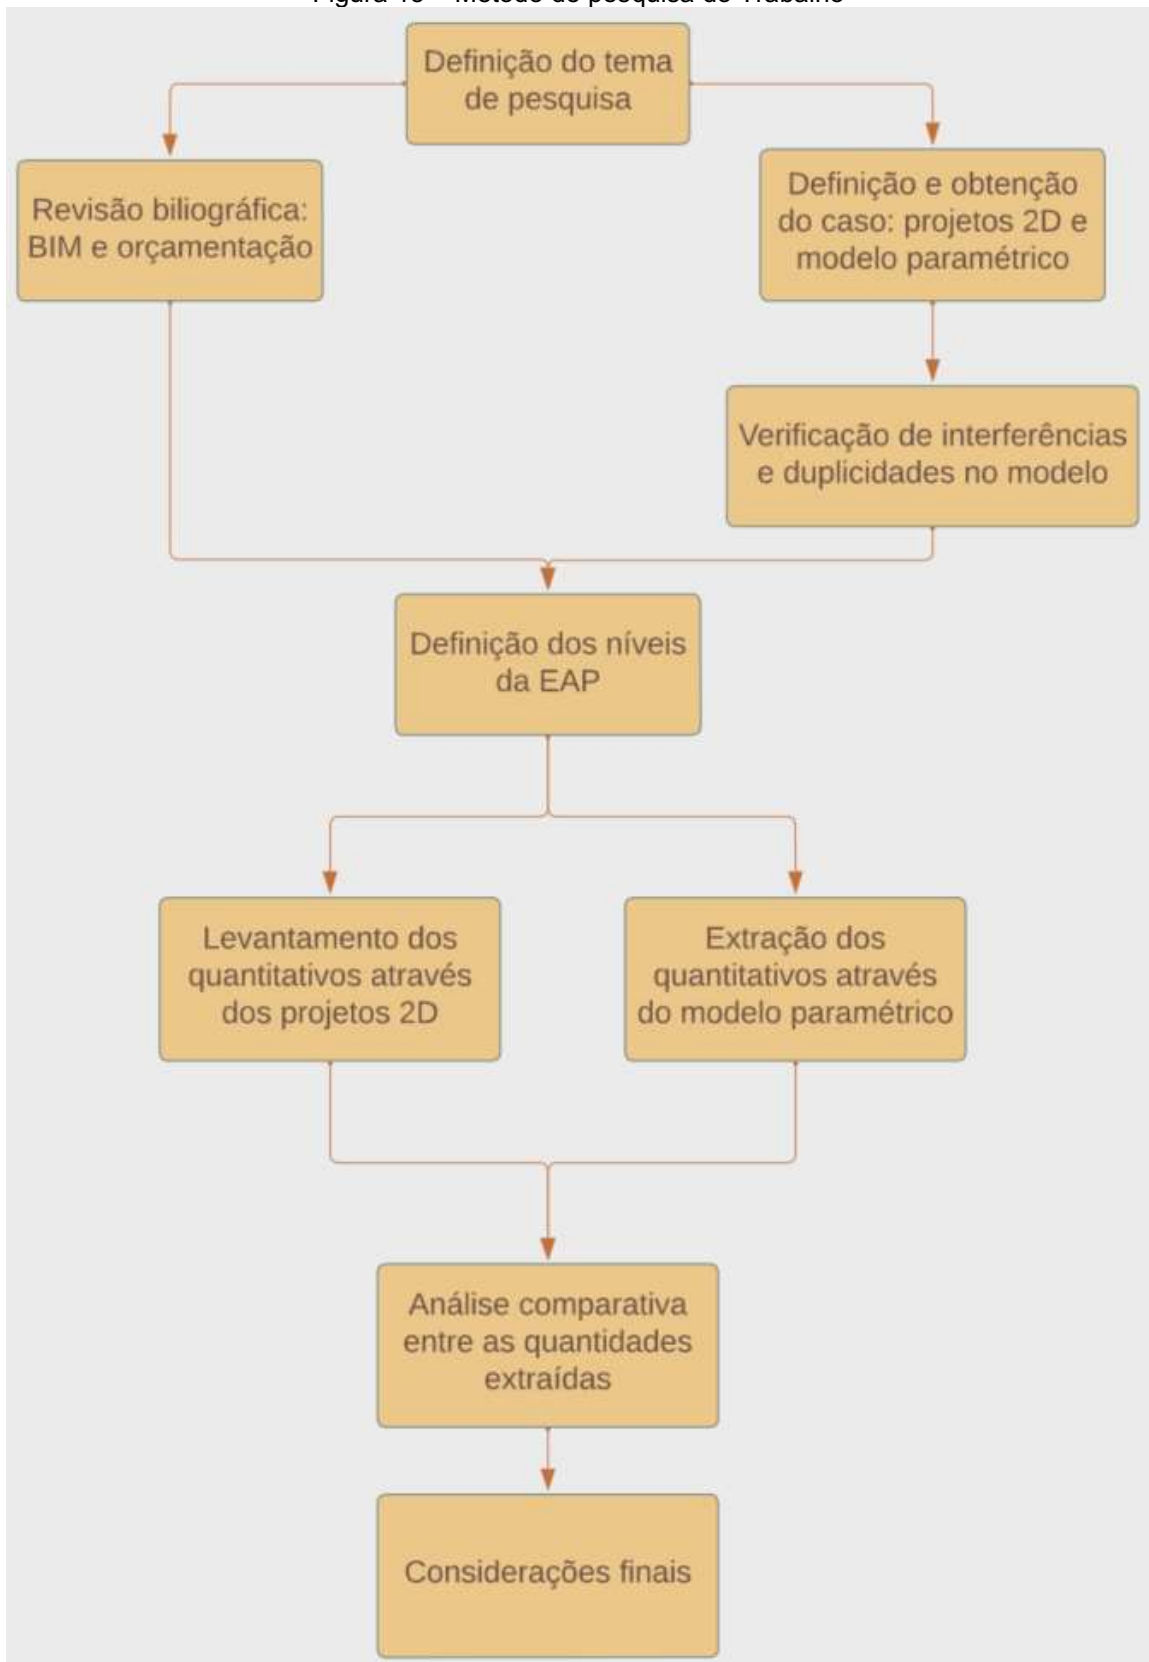 Definição do tema
de pesquisa
Revisão biliográfica:
BIM e orçamentação
Definição e obtenção
do caso: projetos 2D e
modelo paramétrico
Verificação de interferências
e duplicidades no modelo
Definição dos níveis
da EAP
Levantamento dos
quantitativos através
dos projetos 2D
Extração dos
quantitativos através
do modelo paramétrico
Análise comparativa
entre as quantidades
extraídas
Considerações finais